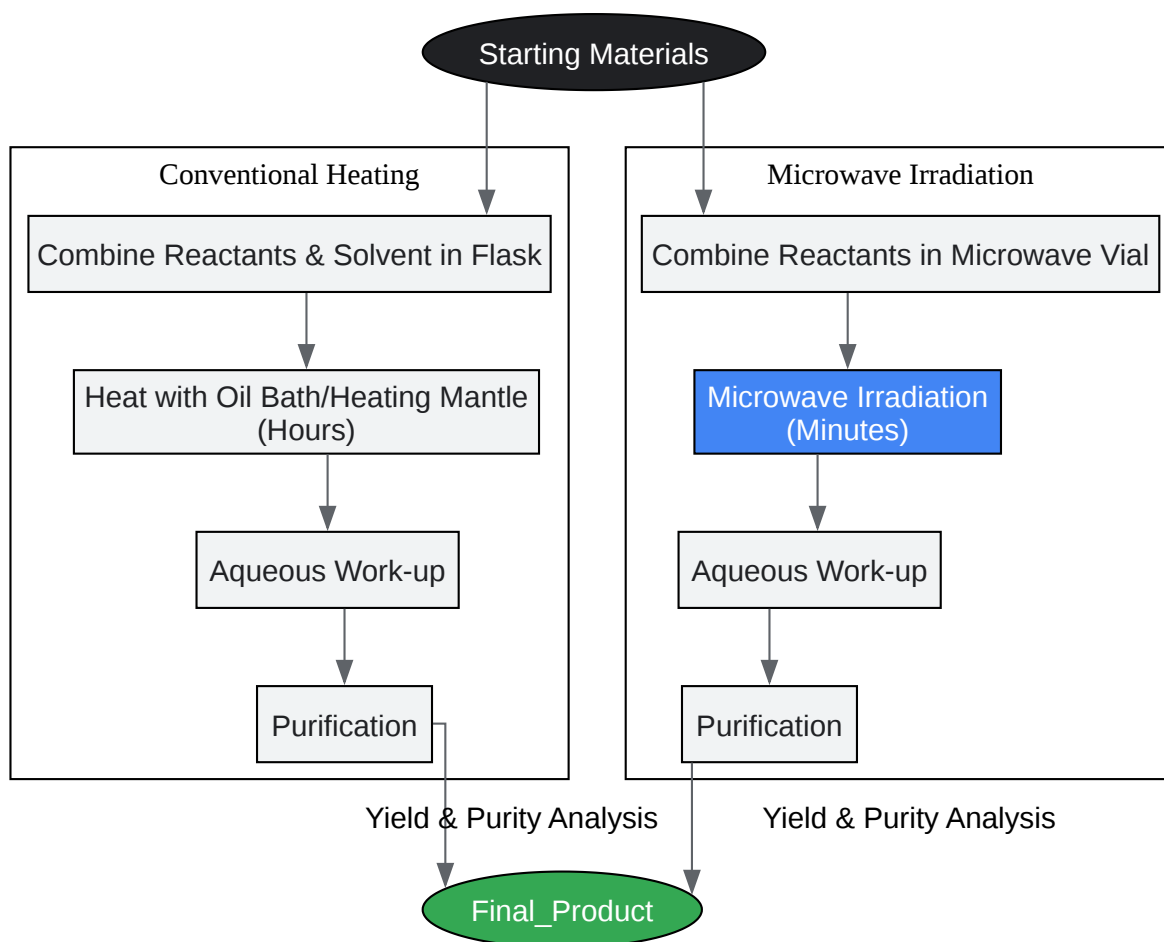 Starting Materials
Conventional Heating
Combine Reactants & Solvent in Flask
Heat with Oil Bath/Heating Mantle
(Hours)
Aqueous Work-up
Purification
Yield & Purity Analysis
Microwave Irradiation
Combine Reactants in Microwave Vial
Microwave Irradiation
(Minutes)
Aqueous Work-up
Purification
Yield & Purity Analysis
Final_Product